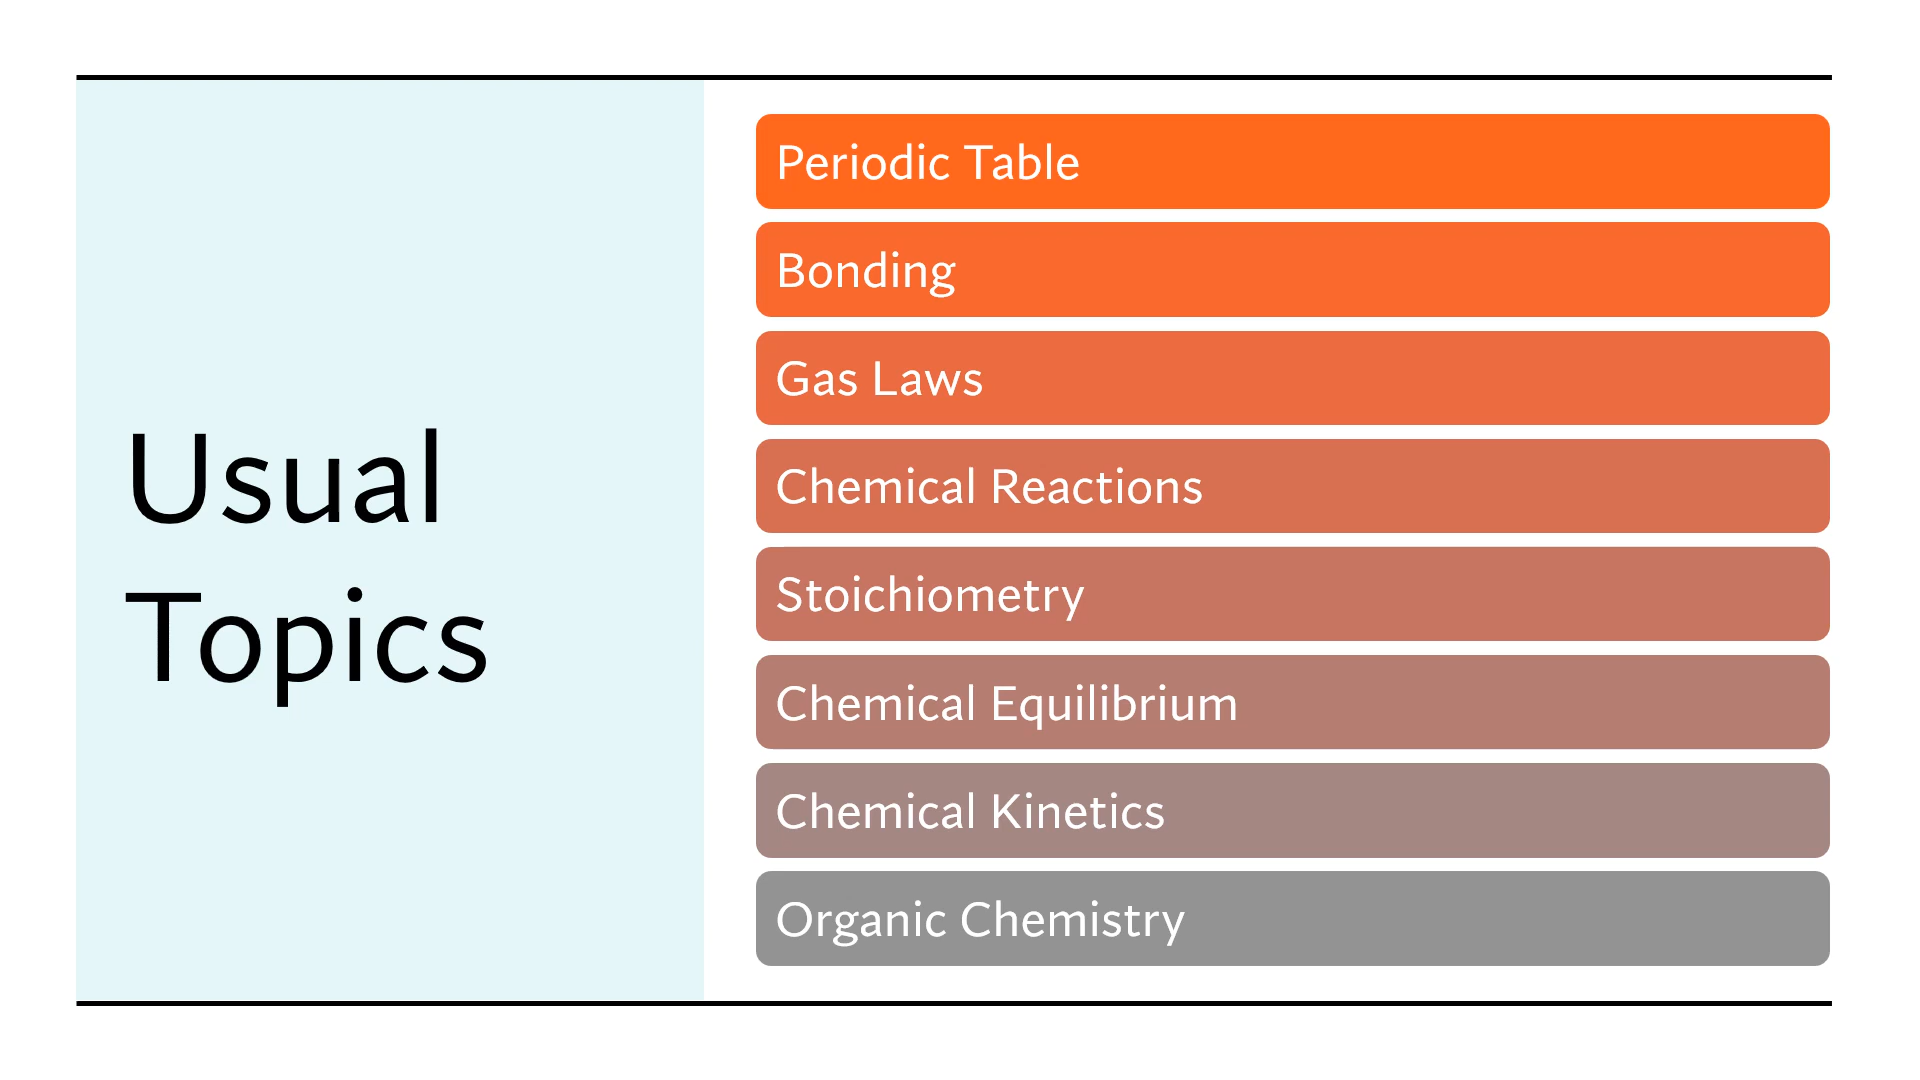 Usual
Topics
Periodic Table
Bonding
Gas Laws
Chemical Reactions
Stoichiometry
Chemical Equilibrium
Chemical Kinetics
Organic Chemistry